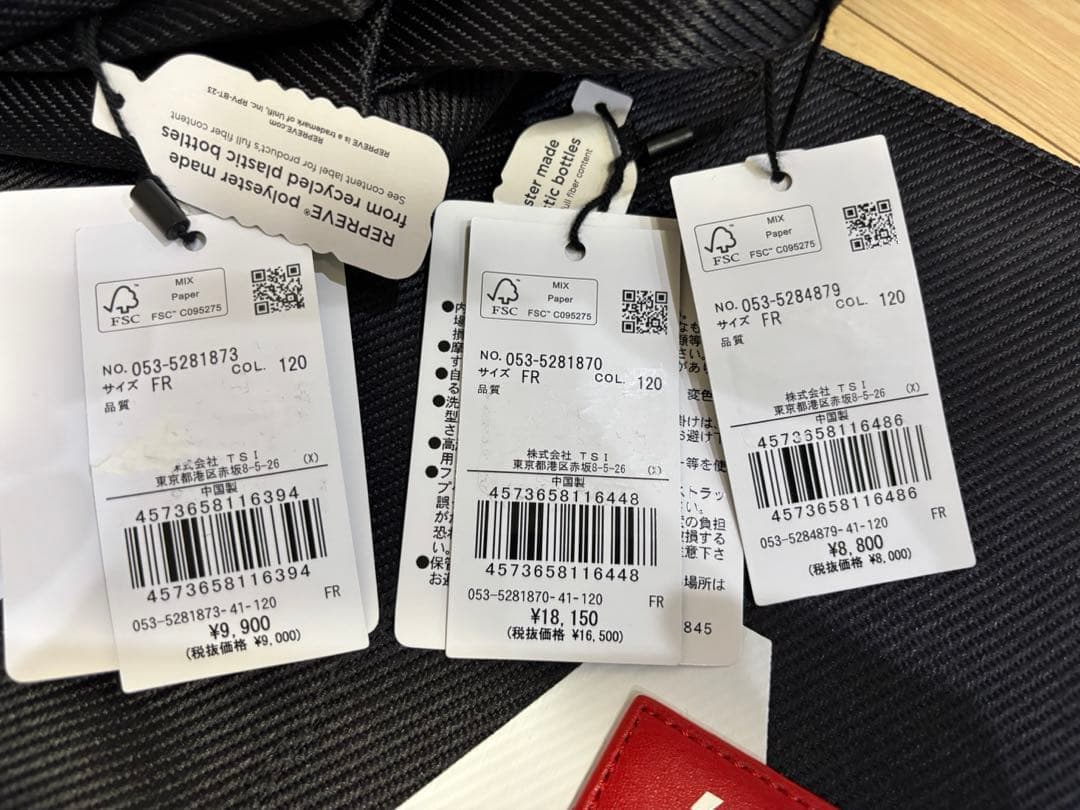 REPREVE® polyester made
from recycled plastic bottles
See content label for product's full fiber content
REPREVE.com
REPREVE is a trademark of Unifi, Inc. RPV-BT-23
MIX
Paper
FSC™ C095275
FSC
NO. 053-5281873
サイズ FR COL. 120
品質
株式会社 TSI
東京都港区赤坂8-5-26 (X)
中国製
4573658116394
4573658116394
053-5281873-41-120 FR
¥9,900
(税抜価格 ¥9,000)
ster made
stic bottles
full fiber content
MIX
Paper
FSC™ C095275
FSC
NO. 053-5281870
サイズ FR COL. 120
品質
株式会社 TSI
東京都港区赤坂8-5-26
中国製
4573658116448
4573658116448
053-5281870-41-120 FR
¥18,150
(税抜価格 ¥16,500)
845
MIX
Paper
FSC™ C095275
FSC
NO. 053-5284879
サイズ FR COL. 120
品質
株式会社 TSI
東京都港区赤坂8-5-26 (X)
中国製
4573658116486
4573658116486
053-5284879-41-120 FR
¥8,800
(税抜価格 ¥8,000)